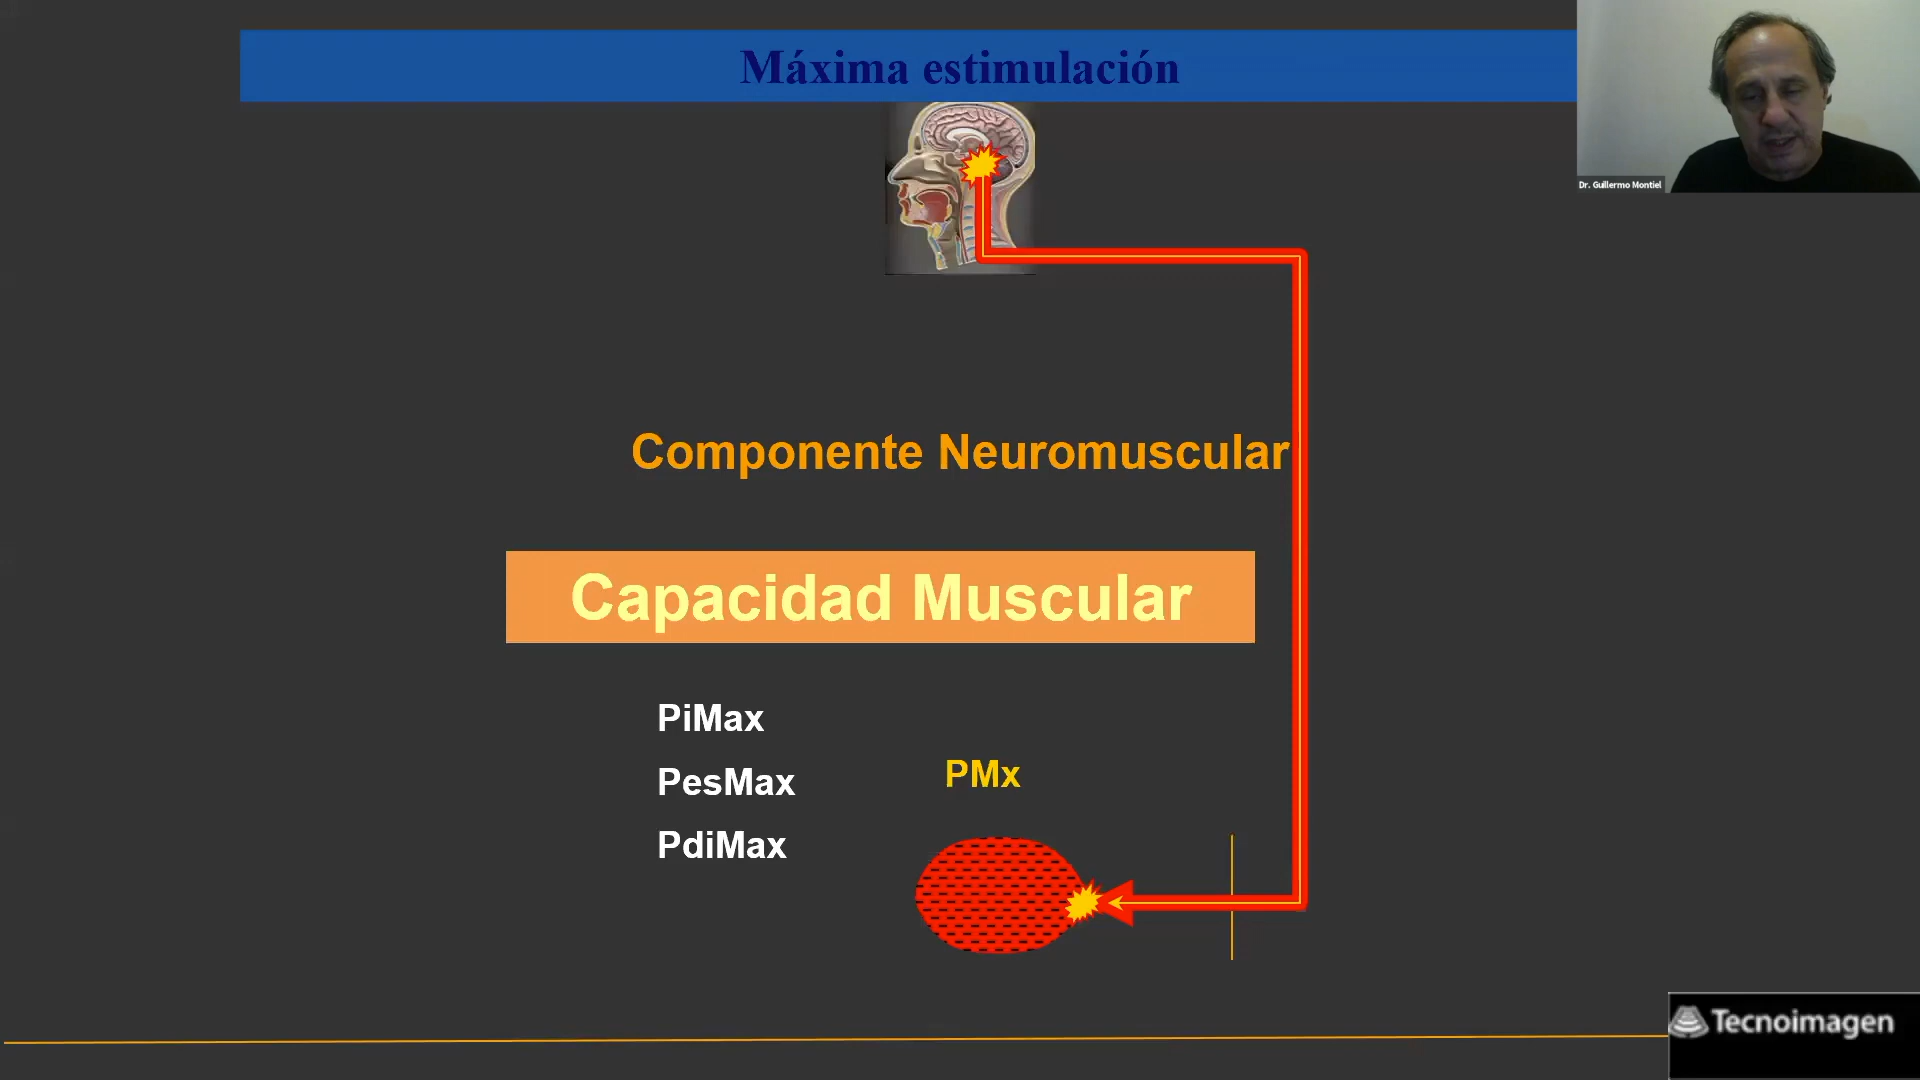 Máxima estimulación
Dr. Guillermo Montiel
Componente Neuromuscular
Capacidad Muscular
PiMax
PesMax
PdiMax
PMx
Tecnoimagen